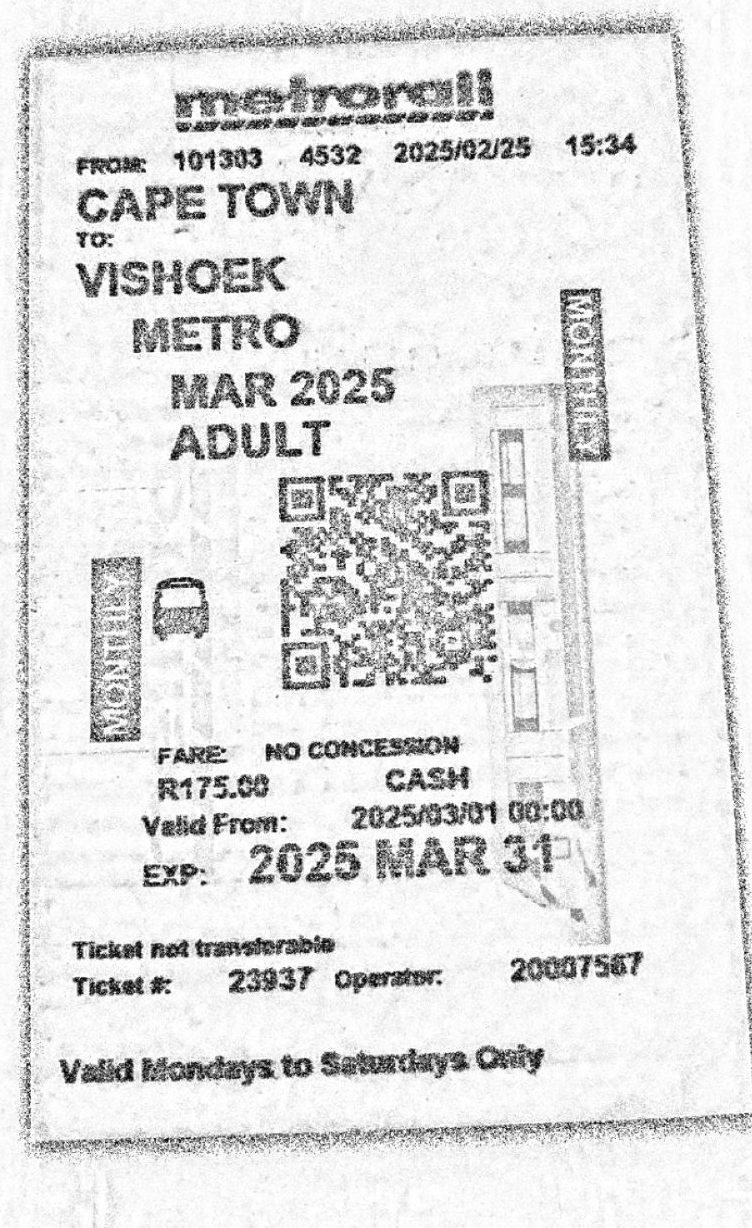 metrorail
FROM: 101303 4532 2025/02/25 15:34
CAPE TOWN
TO:
VISHOEK
METRO
MAR 2025
ADULT
MONTHLY
MONTHLY
FARE: NO CONCESSION
R175.00 CASH
Valid From: 2025/03/01 00:00
EXP: 2025 MAR 31
Ticket not transferable
Ticket #: 23937 Operator: 20007567
Valid Mondays to Saturdays Only